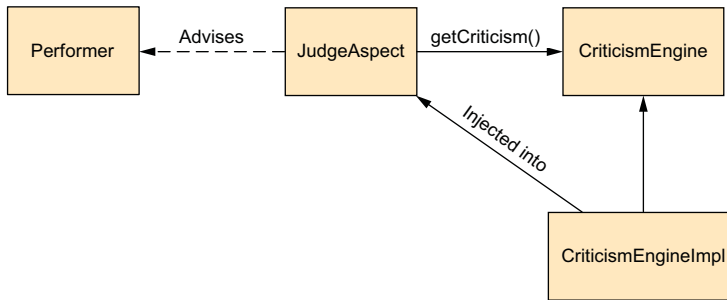 Advises
Performer
JudgeAspect
getCriticism()
CriticismEngine
Injected into
CriticismEngineImpl